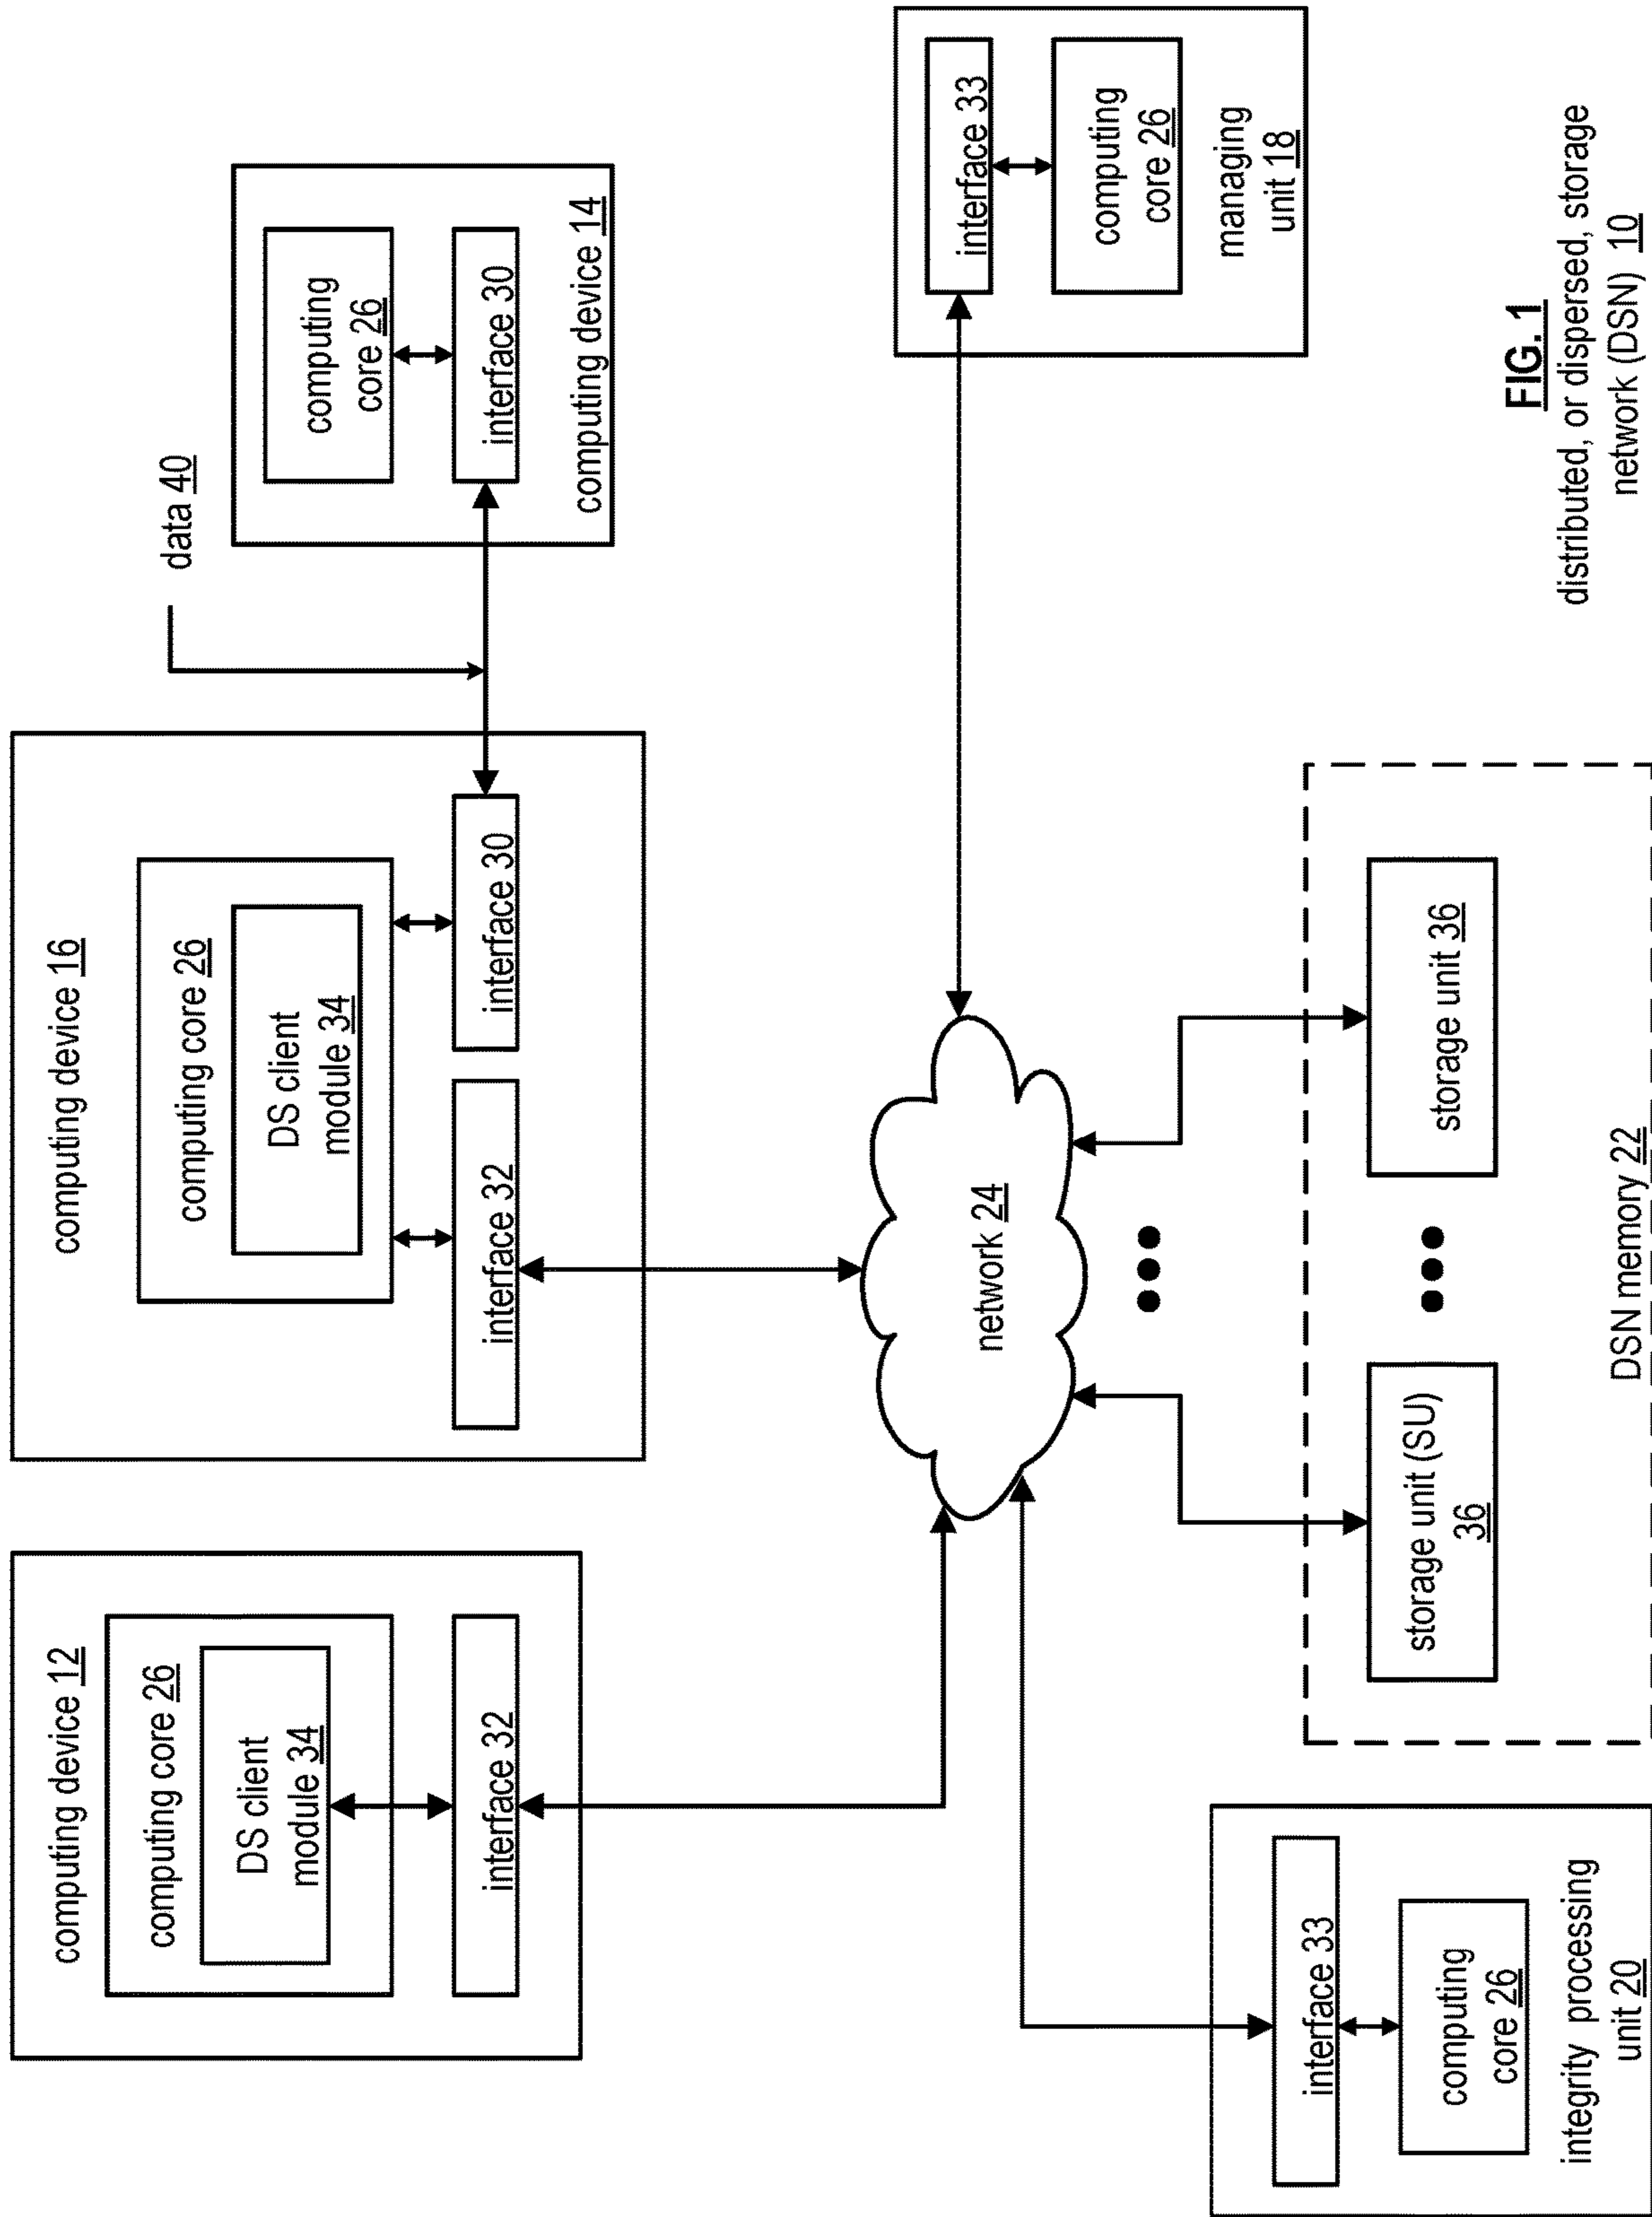 computing device 12
computing core 26
DS client
module 34
interface 32
computing device 16
computing core 26
DS client
module 34
interface 32
interface 30
data 40
computing
core 26
interface 30
computing device 14
network 24
interface 33
computing
core 26
managing
unit 18
interface 33
computing
core 26
integrity processing
unit 20
storage unit (SU)
36
storage unit 36
DSN memory 22
FIG. 1
distributed, or dispersed, storage
network (DSN) 10